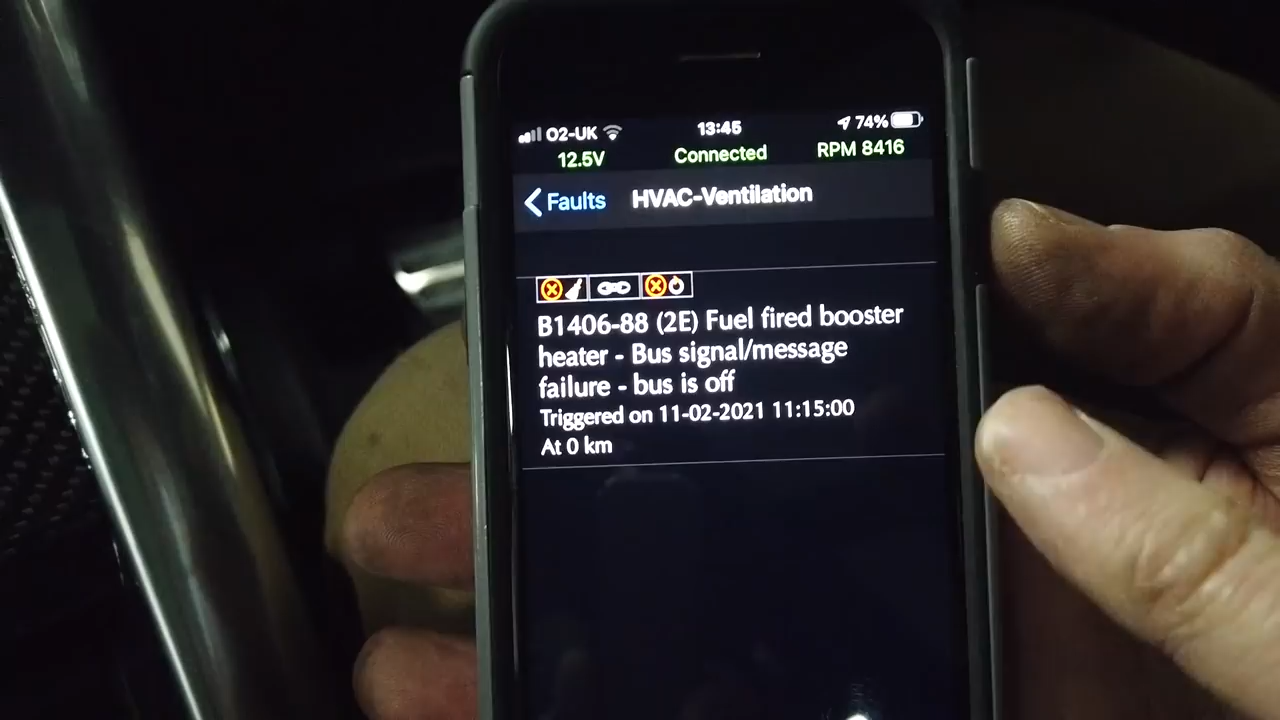 O2-UK 13:45 74%
12.5V Connected RPM 8416
Faults HVAC-Ventilation
B1406-88 (2E) Fuel fired booster
heater - Bus signal/message
failure - bus is off
Triggered on 11-02-2021 11:15:00
At 0 km